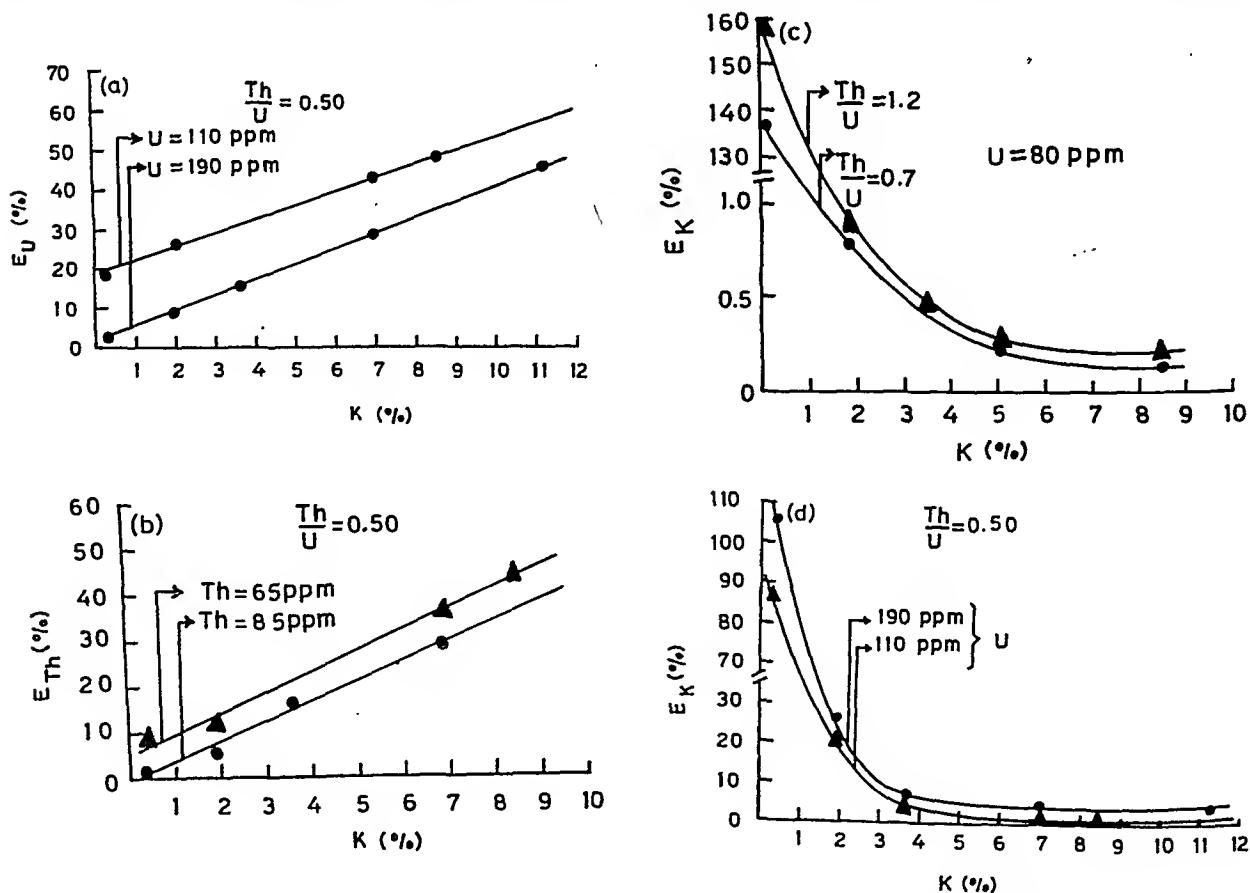 (a)
Th/U = 0.50
U = 110 ppm
U = 190 ppm
E_U (%)
70
60
50
40
30
20
10
0
1 2 3 4 5 6 7 8 9 10 11 12
K (%)
(c)
Th/U = 1.2
Th/U = 0.7
U = 80 ppm
E_K (%)
160
150
140
130
1.0
0.5
0
1 2 3 4 5 6 7 8 9 10
K (%)
(b)
Th/U = 0.50
Th = 65 ppm
Th = 85 ppm
E_Th (%)
60
50
40
30
20
10
0
1 2 3 4 5 6 7 8 9 10
K (%)
(d)
Th/U = 0.50
190 ppm
110 ppm } U
E_K (%)
110
100
90
80
70
20
10
0
1 2 3 4 5 6 7 8 9 10 11 12
K (%)